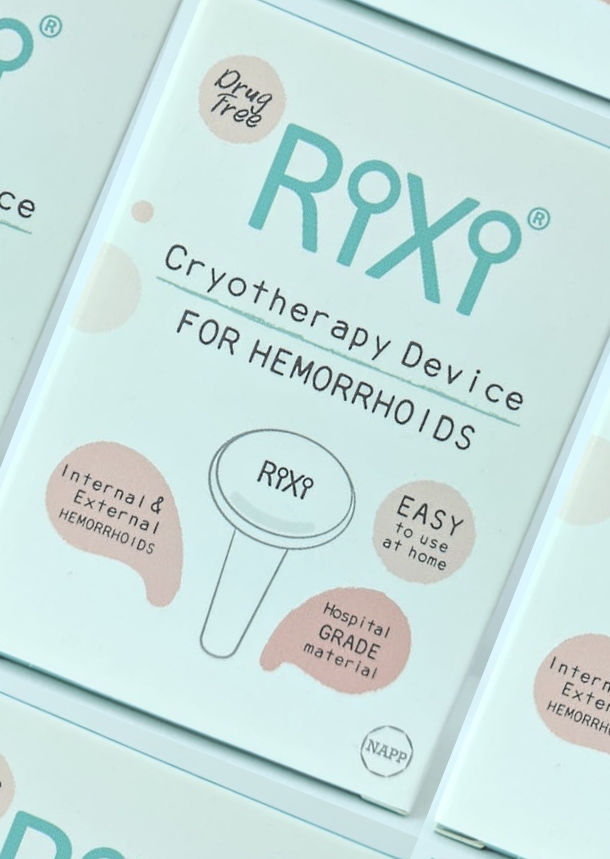 Drug
Free
RiXi®
Cryotherapy Device
FOR HEMORRHOIDS
RiXi
Internal &
External
HEMORRHOIDS
EASY
to use
at home
Hospital
GRADE
material
NAPP
®
ce
Intern
Exter
HEMORRH